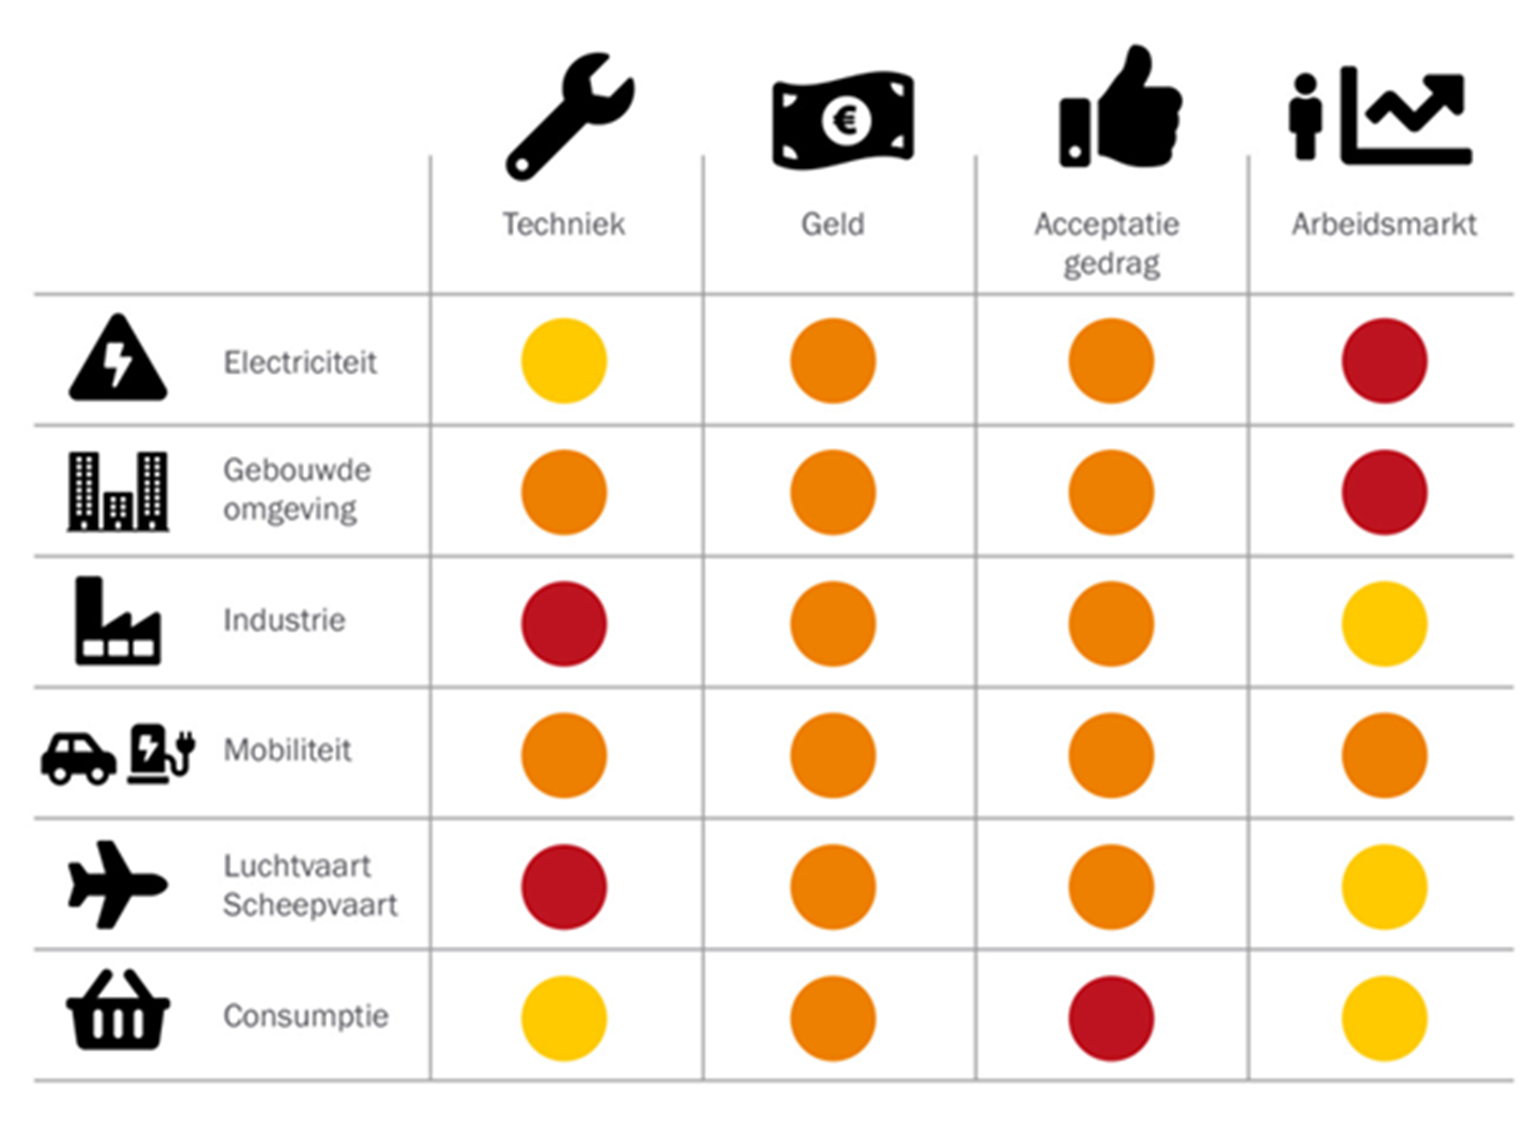 €
Techniek
Geld
Acceptatie
gedrag
Arbeidsmarkt
Electriciteit
Gebouwde
omgeving
Industrie
Mobiliteit
Luchtvaart
Scheepvaart
Consumptie